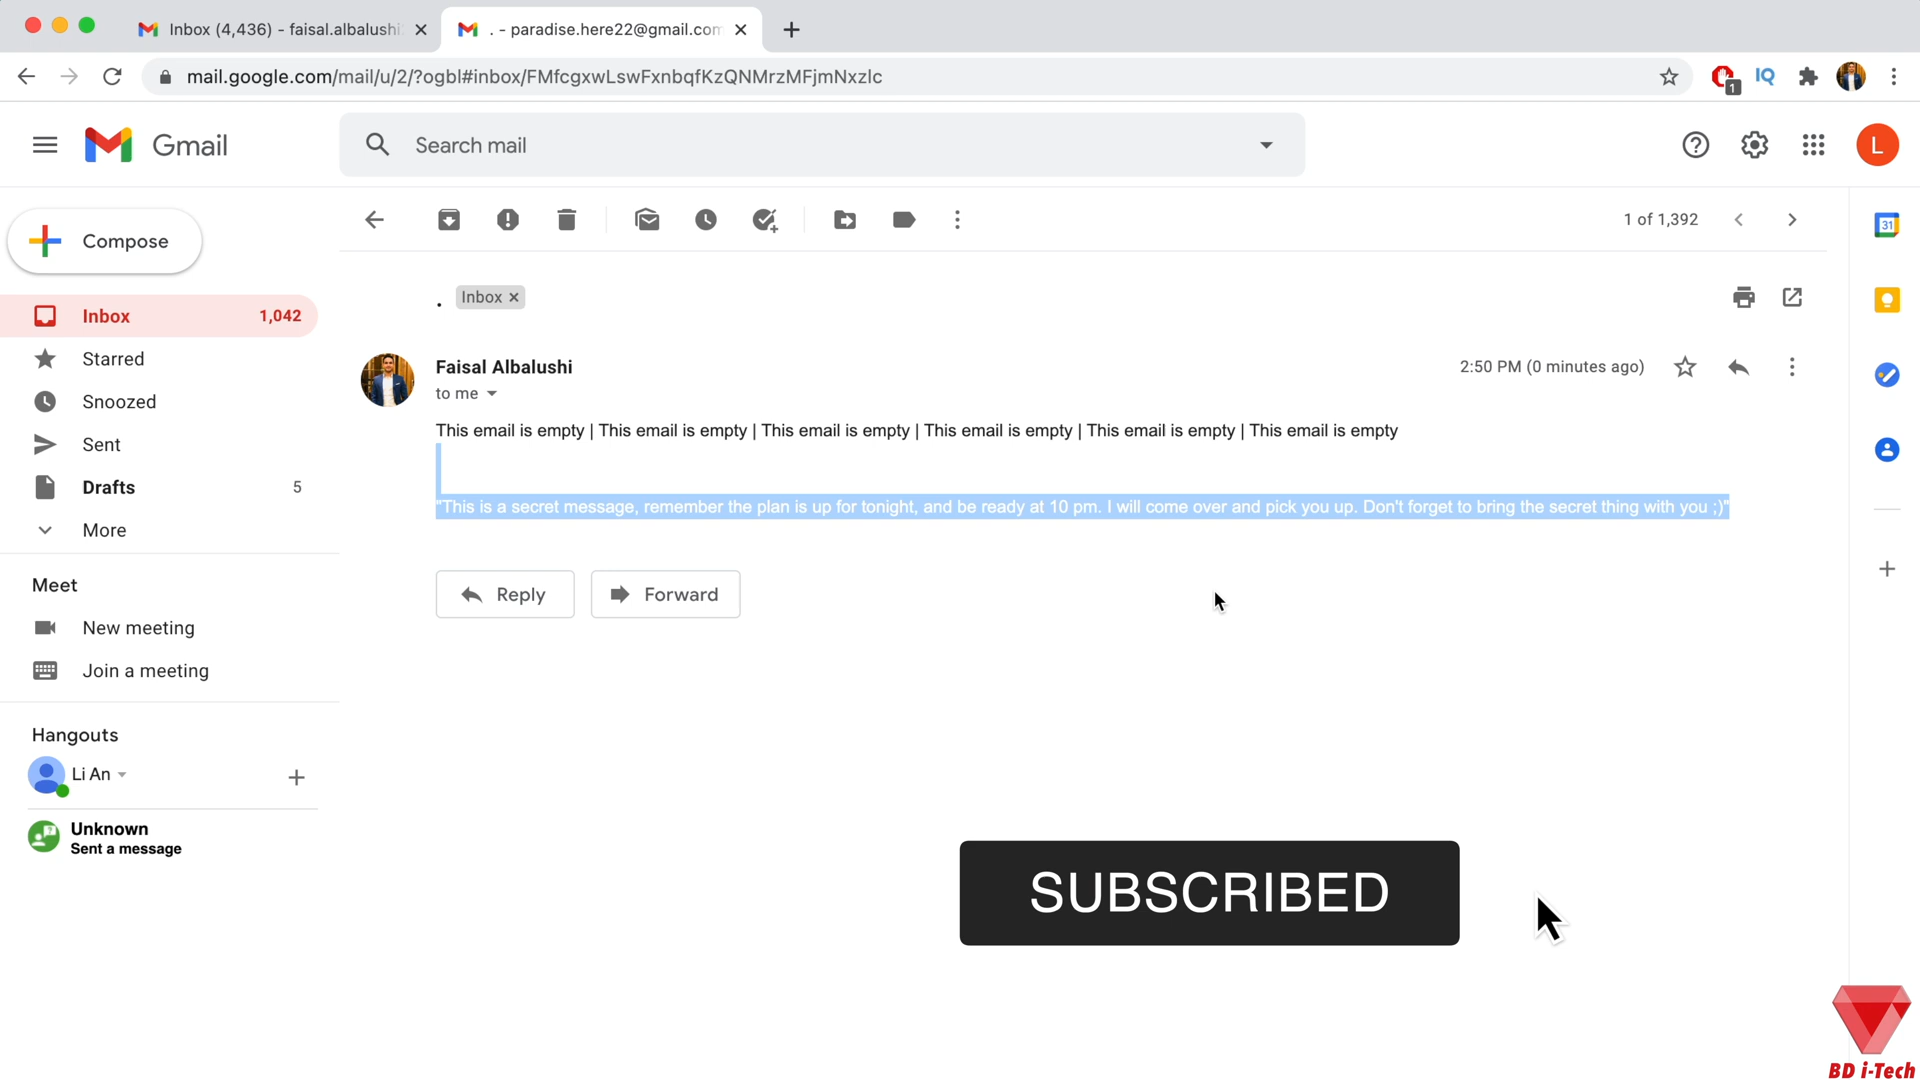 Inbox (4,436) - faisal.albalushi
. - paradise.here22@gmail.com
mail.google.com/mail/u/2/?ogbl#inbox/FMfcgxwLswFxnbqfKzQNMrzMFjmNxzlc
1
IQ
Gmail
Search mail
L
Compose
1 of 1,392
31
Inbox 1,042
Starred
Snoozed
Sent
Drafts 5
More
. Inbox ×
Faisal Albalushi
2:50 PM (0 minutes ago)
to me
This email is empty | This email is empty | This email is empty | This email is empty | This email is empty | This email is empty
"This is a secret message, remember the plan is up for tonight, and be ready at 10 pm. I will come over and pick you up. Don't forget to bring the secret thing with you ;)"
Reply
Forward
Meet
New meeting
Join a meeting
Hangouts
Li An
Unknown
Sent a message
SUBSCRIBED
BD i-Tech